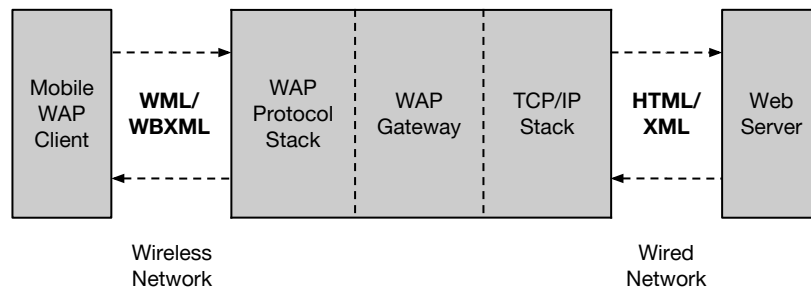 Mobile
WAP
Client
WML/
WBXML
WAP
Protocol
Stack
WAP
Gateway
TCP/IP
Stack
HTML/
XML
Web
Server
Wireless
Network
Wired
Network